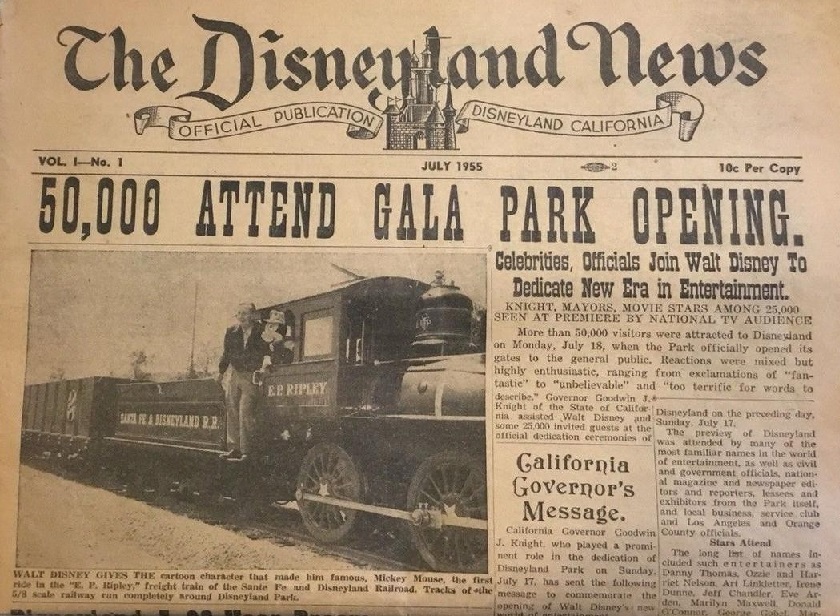 The Disneyland News
OFFICIAL PUBLICATION
DISNEYLAND CALIFORNIA
VOL. I—No. 1
JULY 1955
2
10c Per Copy
50,000 ATTEND GALA PARK OPENING.
E.P. RIPLEY
SANTA FE & DISNEYLAND R.R.
WALT DISNEY GIVES THE cartoon character that made him famous, Mickey Mouse, the first
ride in the "E. P. Ripley," freight train of the Santa Fe and Disneyland Railroad. Tracks of the
5/8 scale railway run completely around Disneyland Park.
Celebrities, Officials Join Walt Disney To
Dedicate New Era in Entertainment.
KNIGHT, MAYORS, MOVIE STARS AMONG 25,000
SEEN AT PREMIERE BY NATIONAL TV AUDIENCE
More than 50,000 visitors were attracted to Disneyland
on Monday, July 18, when the Park officially opened its
gates to the general public. Reactions were mixed but
highly enthusiastic, ranging from exclamations of "fan-
tastic" to "unbelievable" and "too terrific for words to
describe." Governor Goodwin J.
Knight of the State of Califor-
nia assisted Walt Disney and
some 25,000 invited guests at the
official dedication ceremonies of
California
Governor's
Message.
California Governor Goodwin
J. Knight, who played a promi-
nent role in the dedication of
Disneyland Park on Sunday,
July 17, has sent the following
message to commemorate the
opening of Walt Disney's new
Disneyland on the preceding day,
Sunday, July 17.
The preview of Disneyland
was attended by many of the
most familiar names in the world
of entertainment, as well as civil
and government officials, nation-
al magazine and newspaper edi-
tors and reporters, lessees and
exhibitors from the Park itself,
and local business, service club
and Los Angeles and Orange
County officials.
Stars Attend
The long list of names in-
cluded such entertainers as
Danny Thomas, Ozzie and Har-
riet Nelson, Art Linkletter, Irene
Dunne, Jeff Chandler, Eve Ar-
den, Marilyn Maxwell, Donald